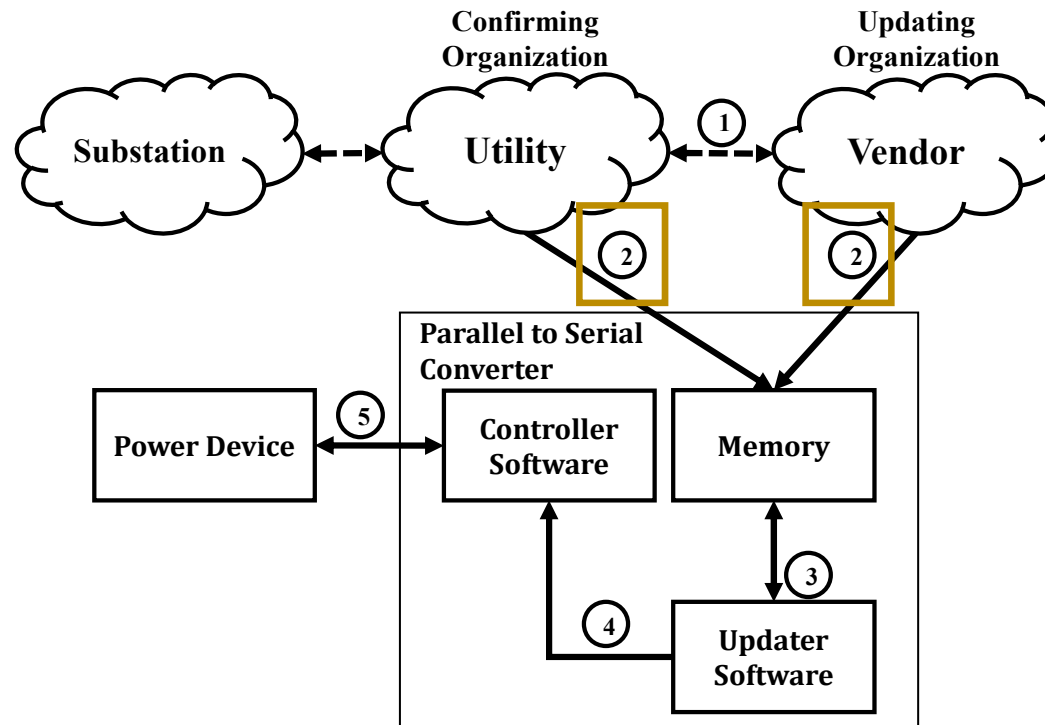 Confirming
Organization
Updating
Organization
Substation
Utility
1
Vendor
2
2
Parallel to Serial
Converter
Power Device
5
Controller
Software
Memory
3
4
Updater
Software